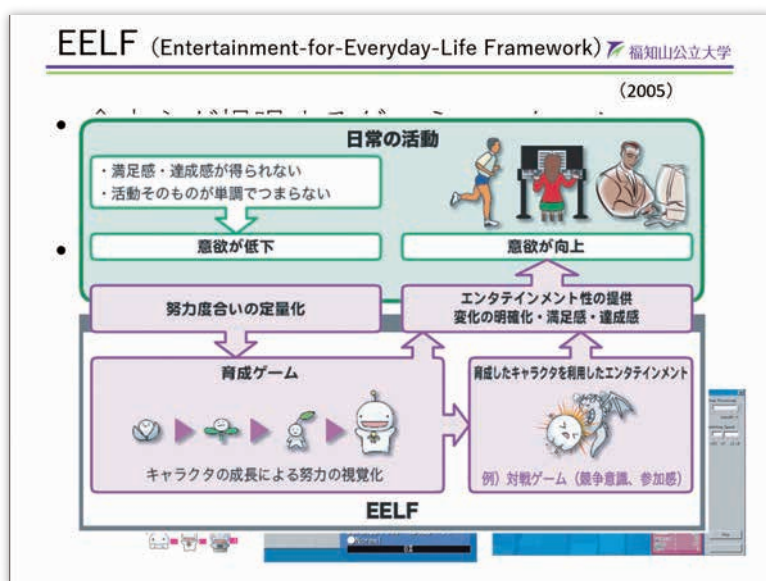 EELF (Entertainment-for-Everyday-Life Framework) 福知山公立大学
(2005)
日常の活動
・満足感・達成感が得られない
・活動そのものが単調でつまらない
意欲が低下
意欲が向上
努力度合いの定量化
エンタテインメント性の提供
変化の明確化・満足感・達成感
育成ゲーム
キャラクタの成長による努力の視覚化
育成したキャラクタを利用したエンタテインメント
例）対戦ゲーム（競争意識、参加感）
EELF